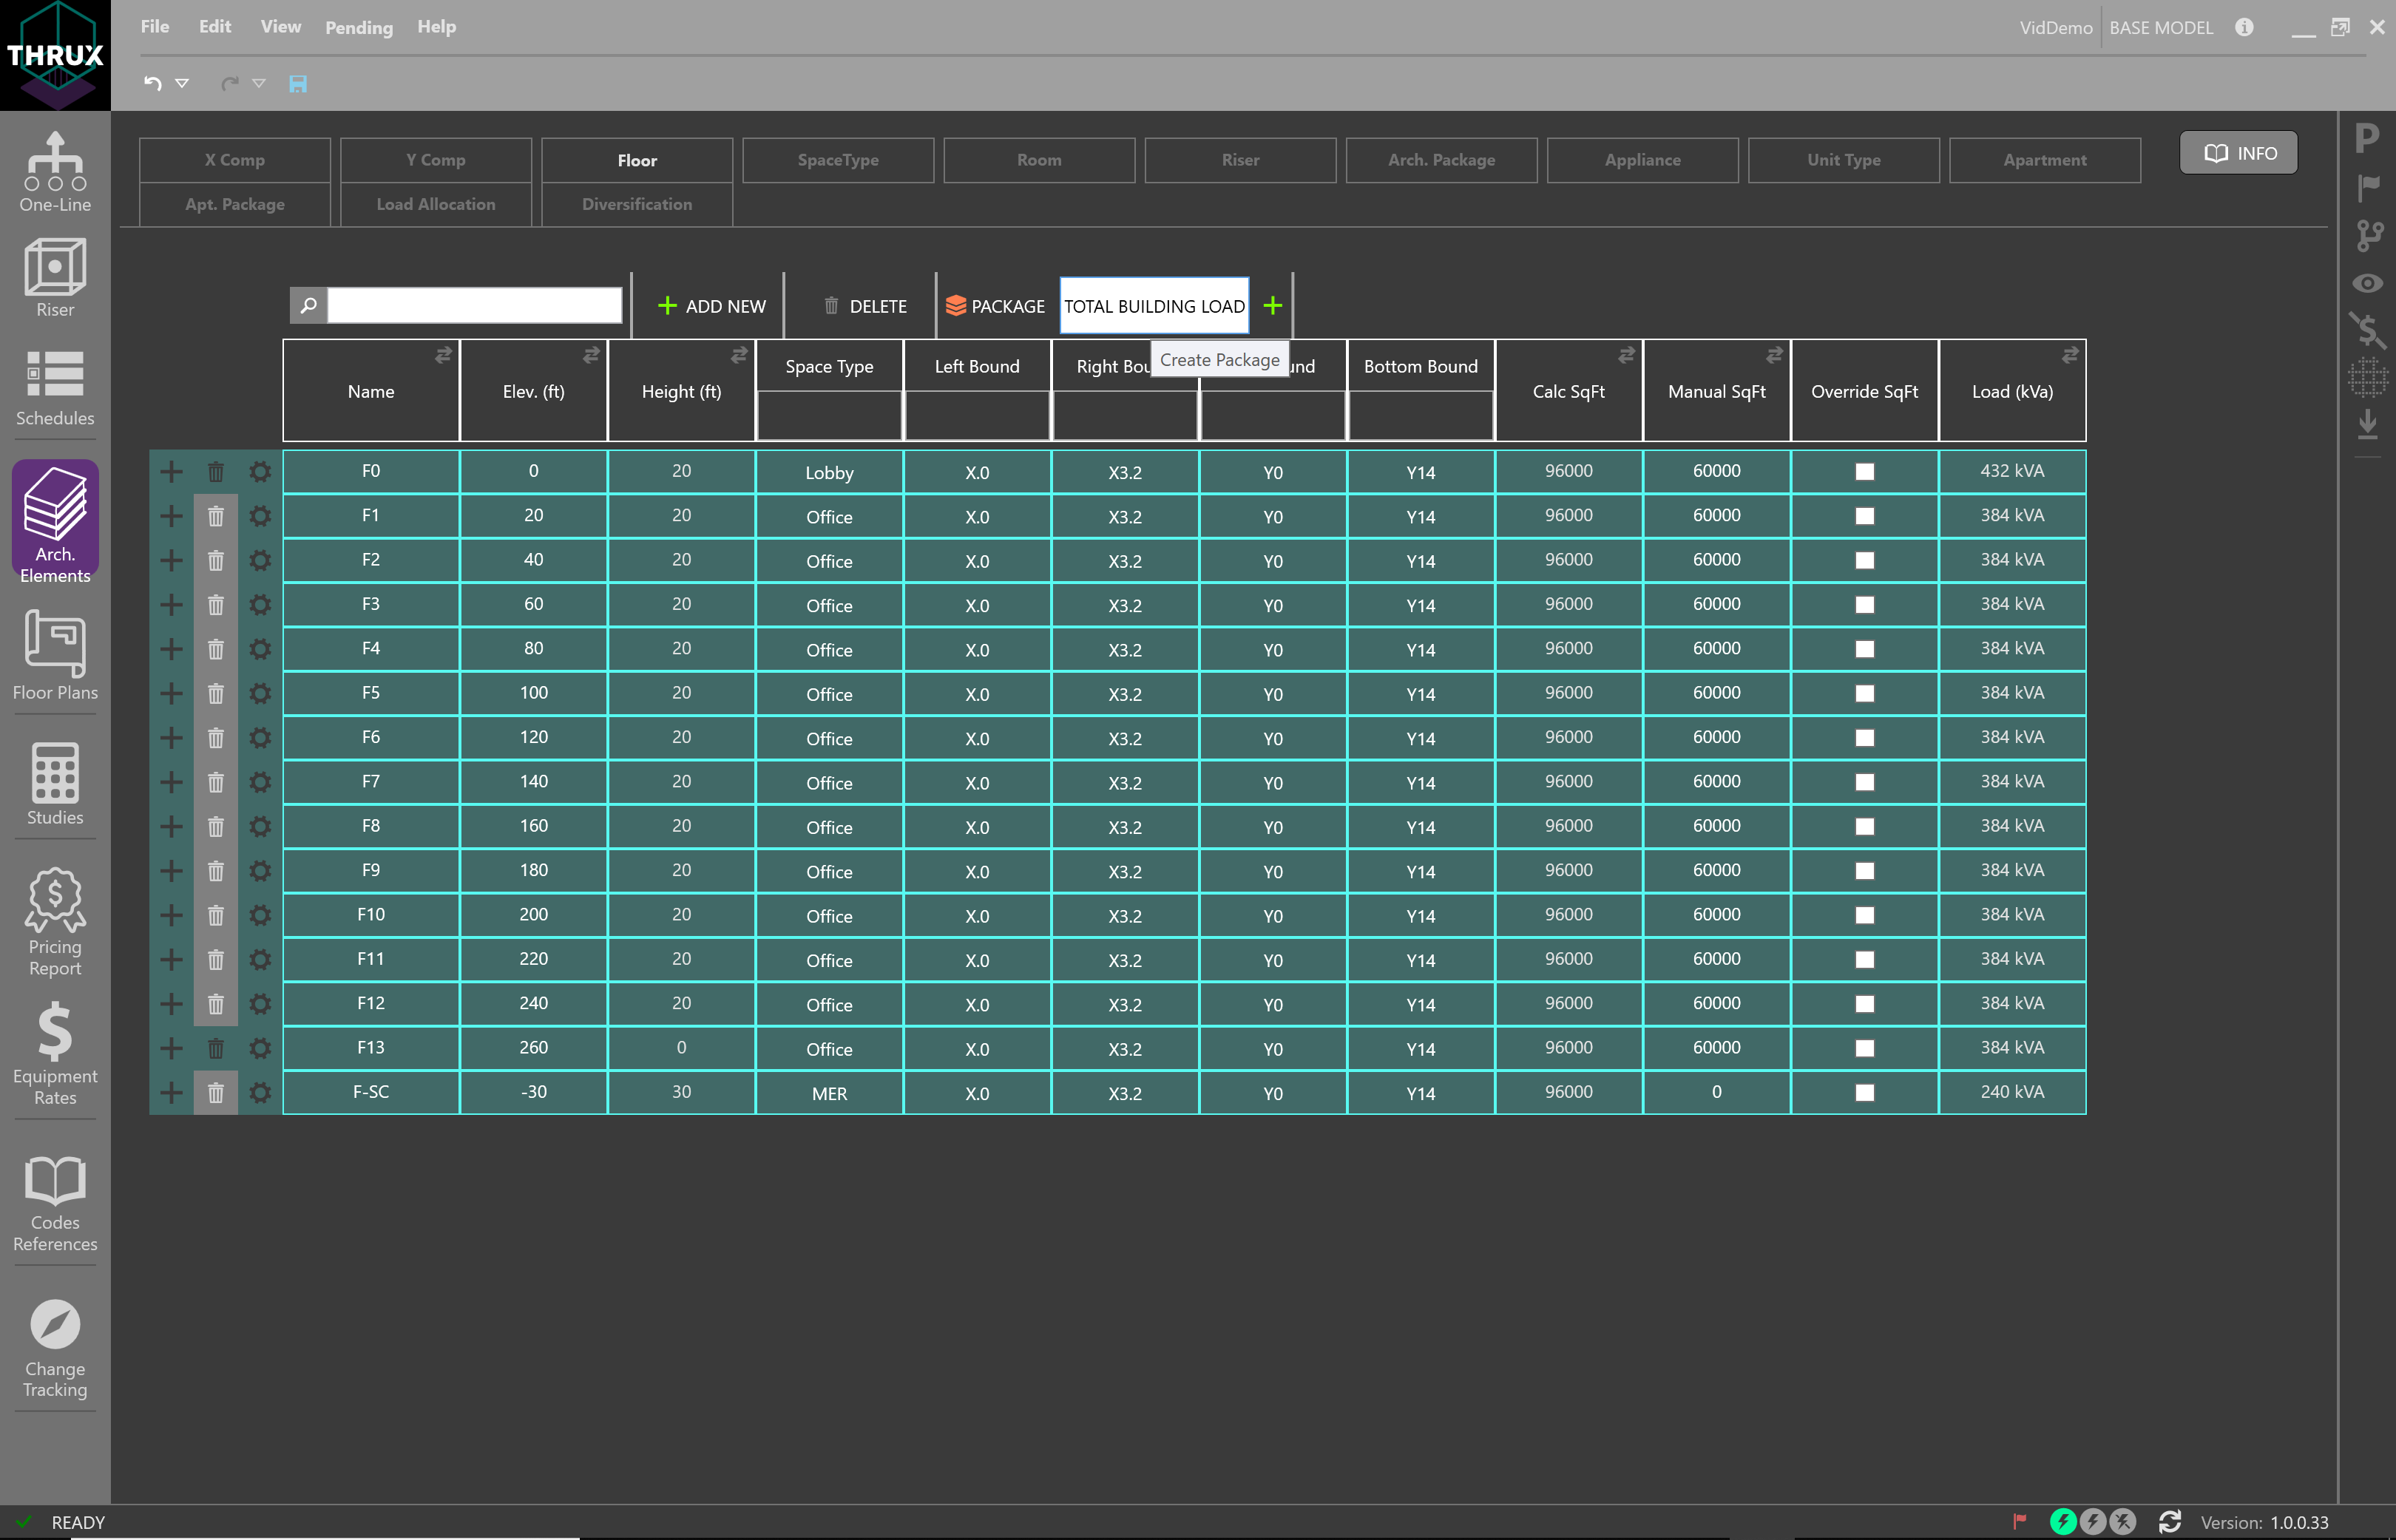 THRUX
File Edit View Pending Help
VidDemo BASE MODEL
One-Line
Riser
Schedules
Arch.
Elements
Floor Plans
Studies
Pricing
Report
Equipment
Rates
Codes
References
Change
Tracking
X Comp Y Comp Floor SpaceType Room Riser Arch. Package Appliance Unit Type Apartment INFO
Apt. Package Load Allocation Diversification
ADD NEW DELETE PACKAGE TOTAL BUILDING LOAD
Create Package
Name Elev. (ft) Height (ft) Space Type Left Bound Right Bou nd Bottom Bound Calc SqFt Manual SqFt Override SqFt Load (kVa)
F0 0 20 Lobby X.0 X3.2 Y0 Y14 96000 60000 432 kVA
F1 20 20 Office X.0 X3.2 Y0 Y14 96000 60000 384 kVA
F2 40 20 Office X.0 X3.2 Y0 Y14 96000 60000 384 kVA
F3 60 20 Office X.0 X3.2 Y0 Y14 96000 60000 384 kVA
F4 80 20 Office X.0 X3.2 Y0 Y14 96000 60000 384 kVA
F5 100 20 Office X.0 X3.2 Y0 Y14 96000 60000 384 kVA
F6 120 20 Office X.0 X3.2 Y0 Y14 96000 60000 384 kVA
F7 140 20 Office X.0 X3.2 Y0 Y14 96000 60000 384 kVA
F8 160 20 Office X.0 X3.2 Y0 Y14 96000 60000 384 kVA
F9 180 20 Office X.0 X3.2 Y0 Y14 96000 60000 384 kVA
F10 200 20 Office X.0 X3.2 Y0 Y14 96000 60000 384 kVA
F11 220 20 Office X.0 X3.2 Y0 Y14 96000 60000 384 kVA
F12 240 20 Office X.0 X3.2 Y0 Y14 96000 60000 384 kVA
F13 260 0 Office X.0 X3.2 Y0 Y14 96000 60000 384 kVA
F-SC -30 30 MER X.0 X3.2 Y0 Y14 96000 0 240 kVA
P
READY
Version: 1.0.0.33